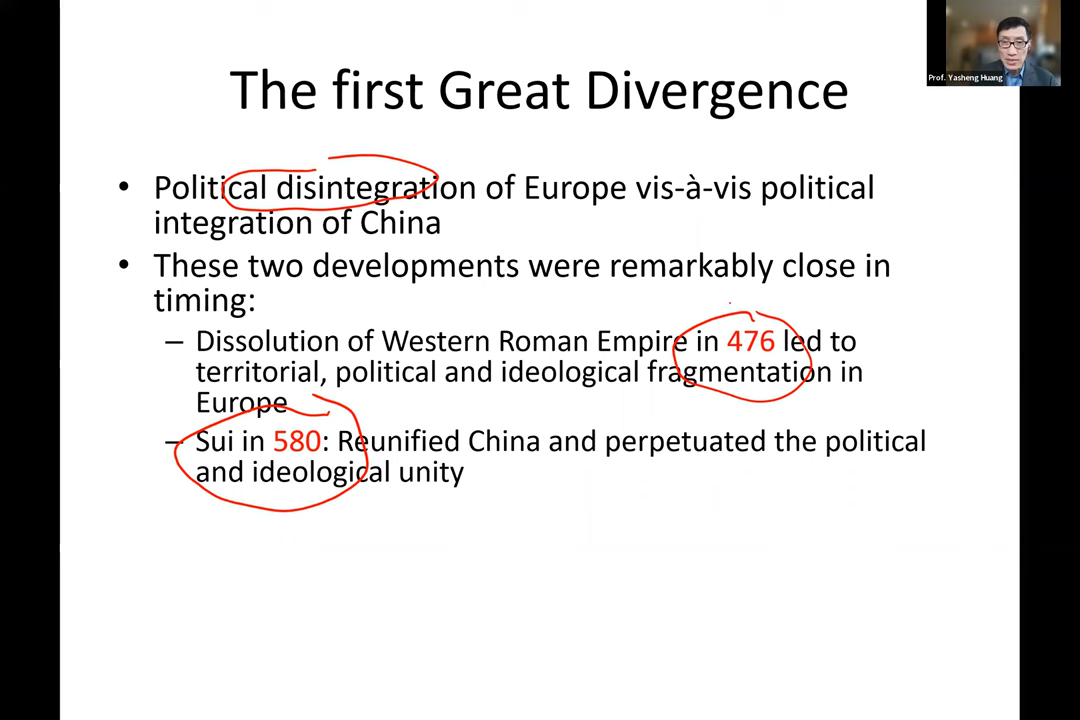 Prof. Yasheng Huang
The first Great Divergence
• Political disintegration of Europe vis-à-vis political
integration of China
• These two developments were remarkably close in
timing:
– Dissolution of Western Roman Empire in 476 led to
territorial, political and ideological fragmentation in
Europe
– Sui in 580: Reunified China and perpetuated the political
and ideological unity